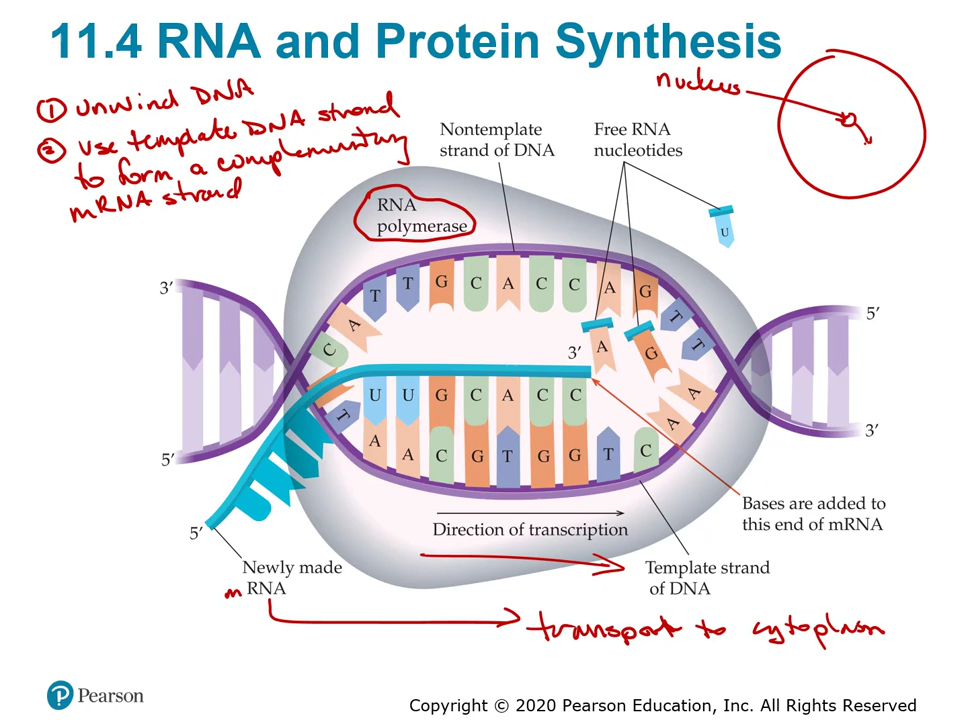 11.4 RNA and Protein Synthesis
① unwind DNA
② use template DNA strand
to form a complementary
mRNA strand
nucleus
Nontemplate
strand of DNA
Free RNA
nucleotides
RNA
polymerase
U
3′
5′
C A T T G C A C C A G T T
3′
A G
U U G C A C C
T A A C G T G G T C A A
5′
3′
5′
Direction of transcription
Bases are added to
this end of mRNA
Newly made
mRNA
Template strand
of DNA
transport to cytoplasm
Pearson
Copyright © 2020 Pearson Education, Inc. All Rights Reserved